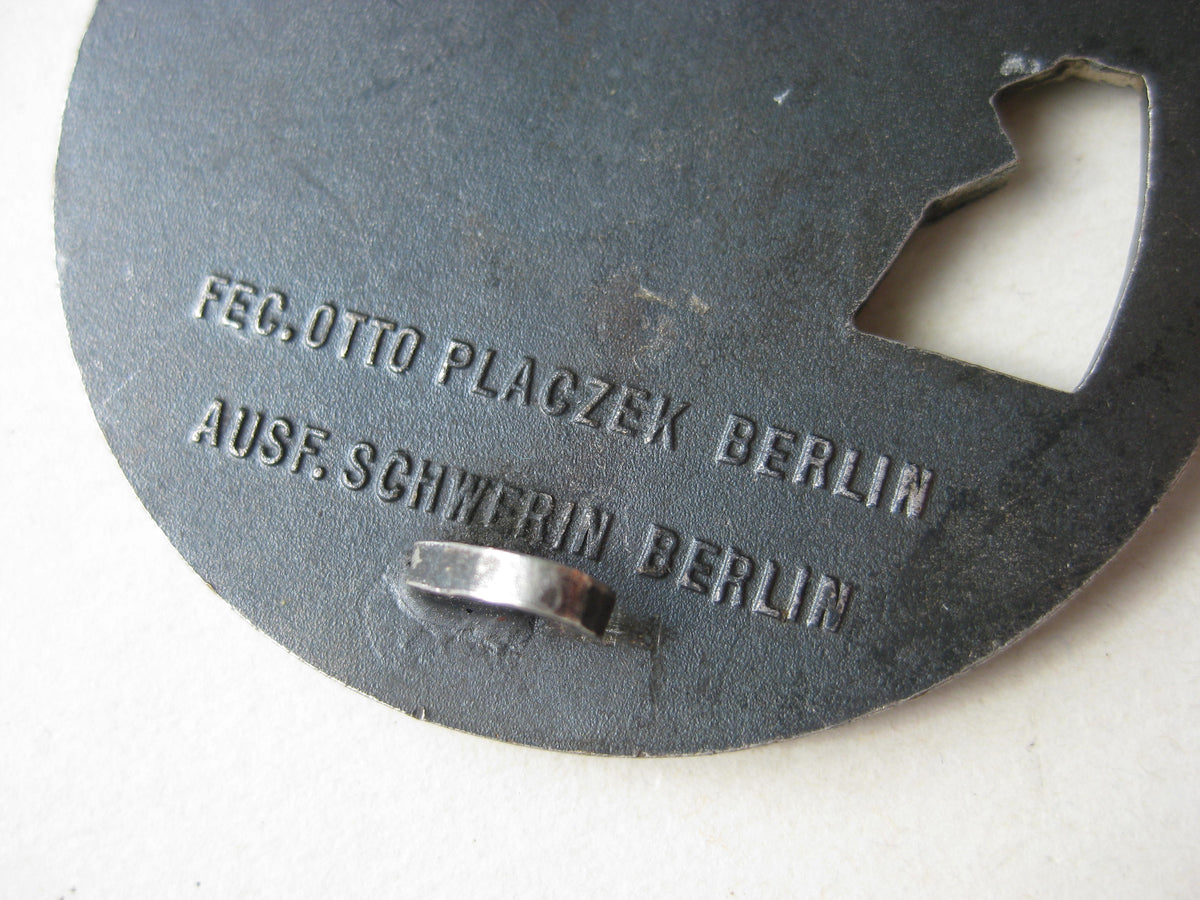 FEC. OTTO PLACZEK BERLIN
AUSF. SCHWERIN BERLIN